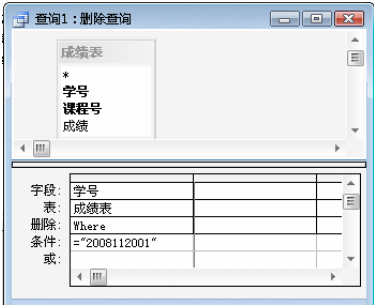 查询1：删除查询
成绩表
*
学号
课程号
成绩
字段: 学号
表: 成绩表
删除: Where
条件: ="2008112001"
或: